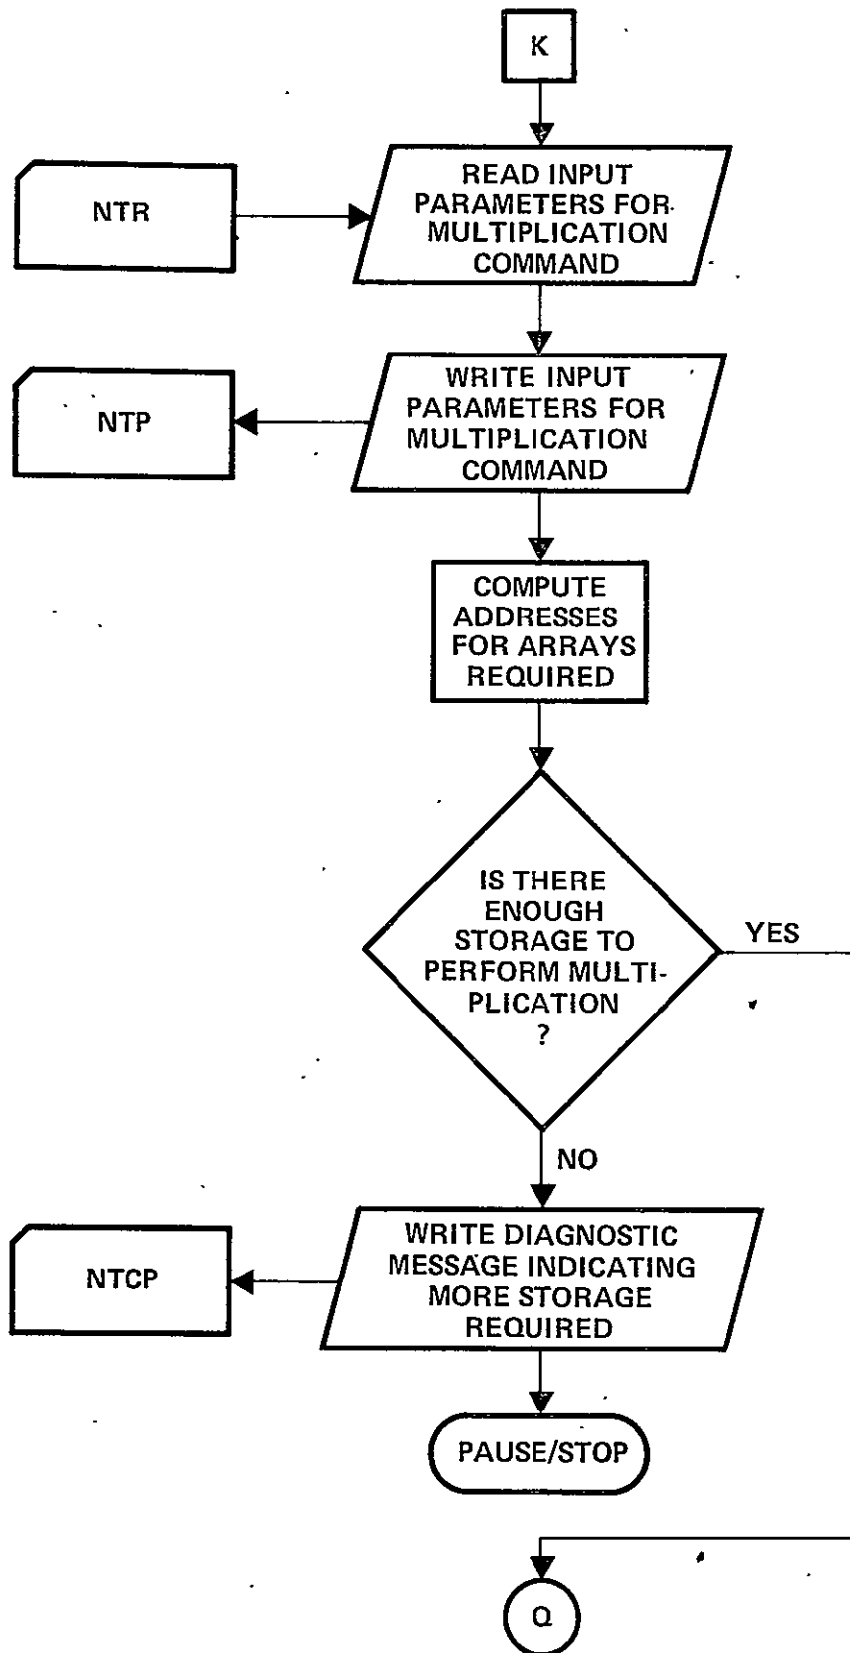 K
NTR
READ INPUT
PARAMETERS FOR
MULTIPLICATION
COMMAND
NTP
WRITE INPUT
PARAMETERS FOR
MULTIPLICATION
COMMAND
COMPUTE
ADDRESSES
FOR ARRAYS
REQUIRED
IS THERE
ENOUGH
STORAGE TO
PERFORM MULTI-
PLICATION
?
YES
NO
NTCP
WRITE DIAGNOSTIC
MESSAGE INDICATING
MORE STORAGE
REQUIRED
PAUSE/STOP
Q